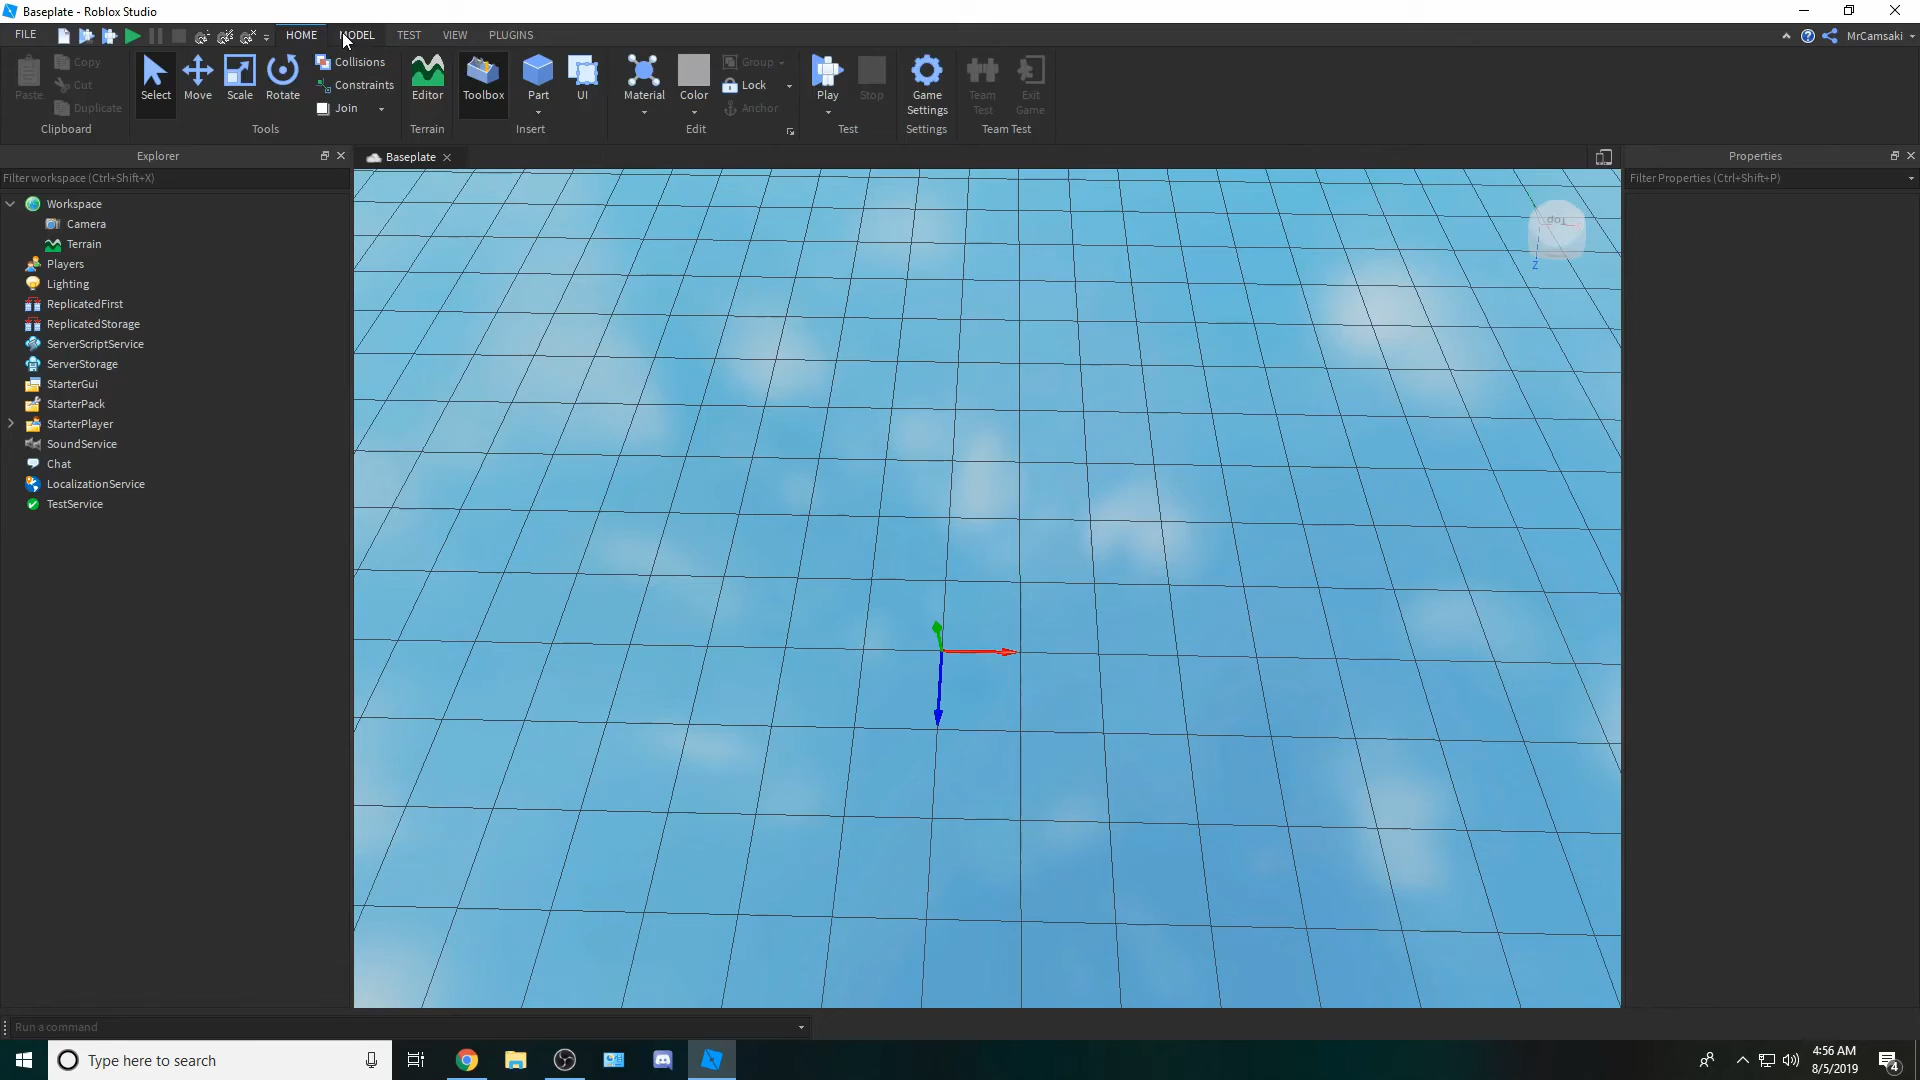 Baseplate - Roblox Studio
FILE HOME MODEL TEST VIEW PLUGINS MrCamsaki
Paste Copy Cut Duplicate
Select Move Scale Rotate
Collisions
Constraints
Join
Editor Toolbox Part UI
Material Color
Group
Lock
Anchor
Play Stop
Game Settings
Team Test
Exit Game
Clipboard Tools Terrain Insert Edit Test Settings Team Test
Explorer
Baseplate
Properties
Filter workspace (Ctrl+Shift+X)
Filter Properties (Ctrl+Shift+P)
Workspace
Camera
Terrain
Players
Lighting
ReplicatedFirst
ReplicatedStorage
ServerScriptService
ServerStorage
StarterGui
StarterPack
StarterPlayer
SoundService
Chat
LocalizationService
TestService
Top
Z
Run a command
Type here to search
4:56 AM
8/5/2019
4